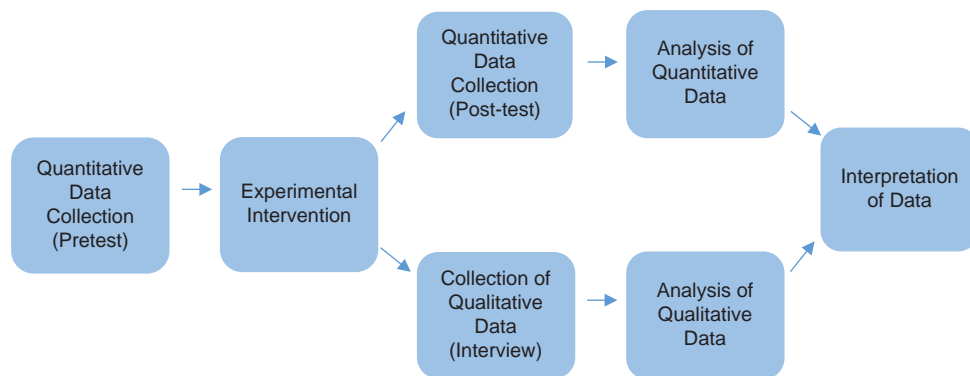 Quantitative
Data
Collection
(Pretest)
Experimental
Intervention
Quantitative
Data
Collection
(Post-test)
Analysis of
Quantitative
Data
Collection of
Qualitative
Data
(Interview)
Analysis of
Qualitative
Data
Interpretation
of Data